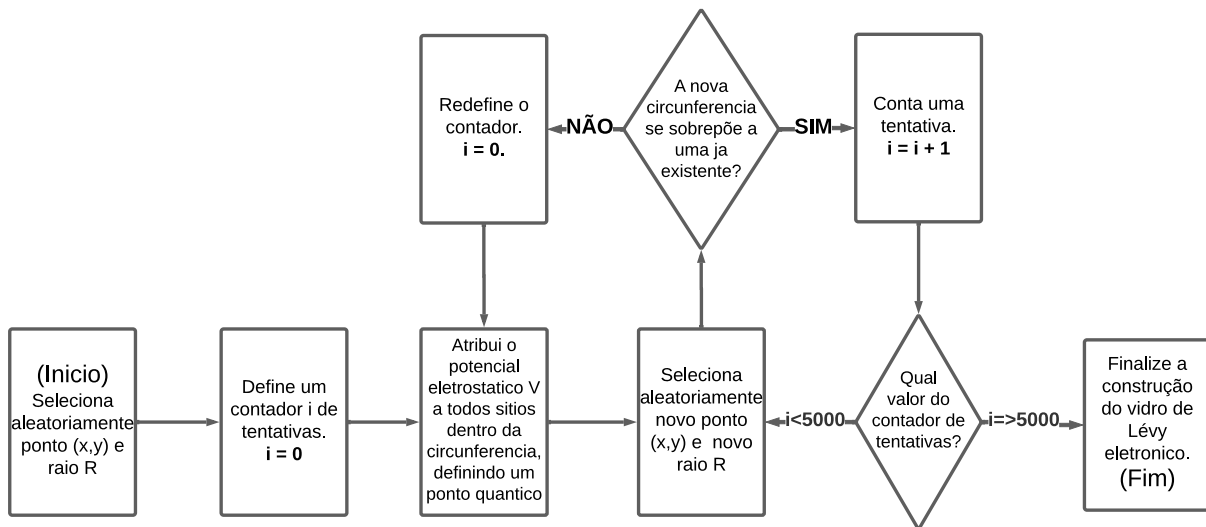 (Inicio)
Seleciona
aleatoriamente
ponto (x,y) e
raio R
Define um
contador i de
tentativas.
i = 0
Atribui o
potencial
eletrostatico V
a todos sitios
dentro da
circunferencia,
definindo um
ponto quantico
Seleciona
aleatoriamente
novo ponto
(x,y) e novo
raio R
A nova
circunferencia
se sobrepõe a
uma ja
existente?
NÃO
Redefine o
contador.
i = 0.
SIM
Conta uma
tentativa.
i = i + 1
Qual
valor do
contador de
tentativas?
i<5000
i=>5000
Finalize a
construção
do vidro de
Lévy
eletronico.
(Fim)